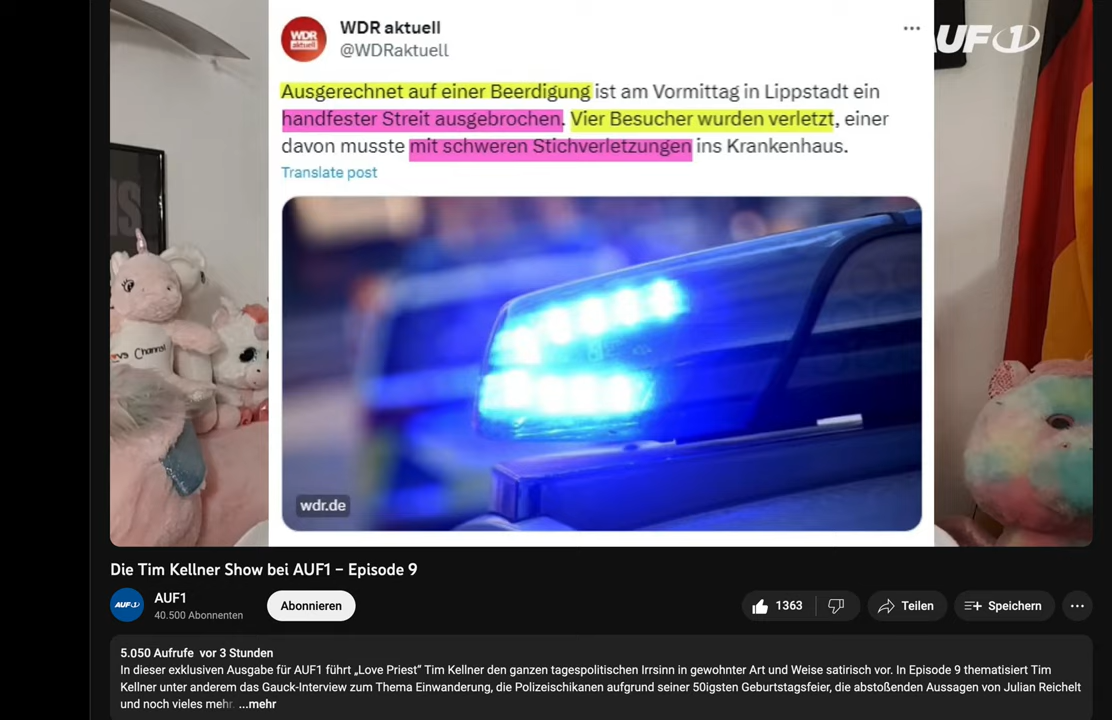 WDR aktuell
@WDRaktuell
AUF1
WDR
aktuell
Ausgerechnet auf einer Beerdigung ist am Vormittag in Lippstadt ein
handfester Streit ausgebrochen. Vier Besucher wurden verletzt, einer
davon musste mit schweren Stichverletzungen ins Krankenhaus.
Translate post
wdr.de
Die Tim Kellner Show bei AUF1 – Episode 9
AUF1
AUF1
40.500 Abonnenten
Abonnieren
1363
Teilen
Speichern
5.050 Aufrufe vor 3 Stunden
In dieser exklusiven Ausgabe für AUF1 führt „Love Priest“ Tim Kellner den ganzen tagespolitischen Irrsinn in gewohnter Art und Weise satirisch vor. In Episode 9 thematisiert Tim
Kellner unter anderem das Gauck-Interview zum Thema Einwanderung, die Polizeischikanen aufgrund seiner 50igsten Geburtstagsfeier, die abstoßenden Aussagen von Julian Reichelt
und noch vieles mehr. ...mehr